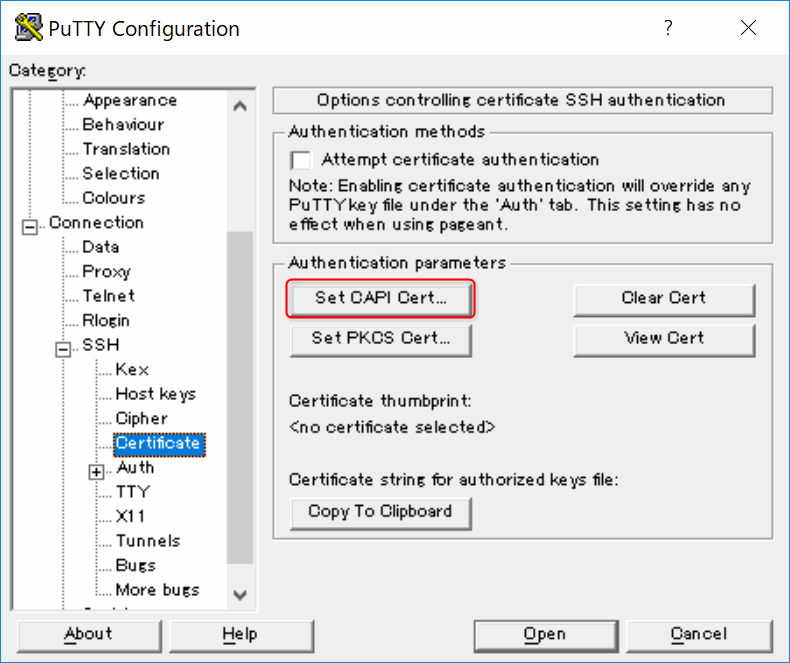 PuTTY Configuration
?
Category:
Appearance
Behaviour
Translation
Selection
Colours
Connection
Data
Proxy
Telnet
Rlogin
SSH
Kex
Host keys
Cipher
Certificate
Auth
TTY
X11
Tunnels
Bugs
More bugs
Options controlling certificate SSH authentication
Authentication methods
Attempt certificate authentication
Note: Enabling certificate authentication will override any
PuTTYkey file under the 'Auth' tab. This setting has no
effect when using pageant.
Authentication parameters
Set CAPI Cert...
Clear Cert
Set PKCS Cert...
View Cert
Certificate thumbprint:
<no certificate selected>
Certificate string for authorized keys file:
Copy To Clipboard
About
Help
Open
Cancel